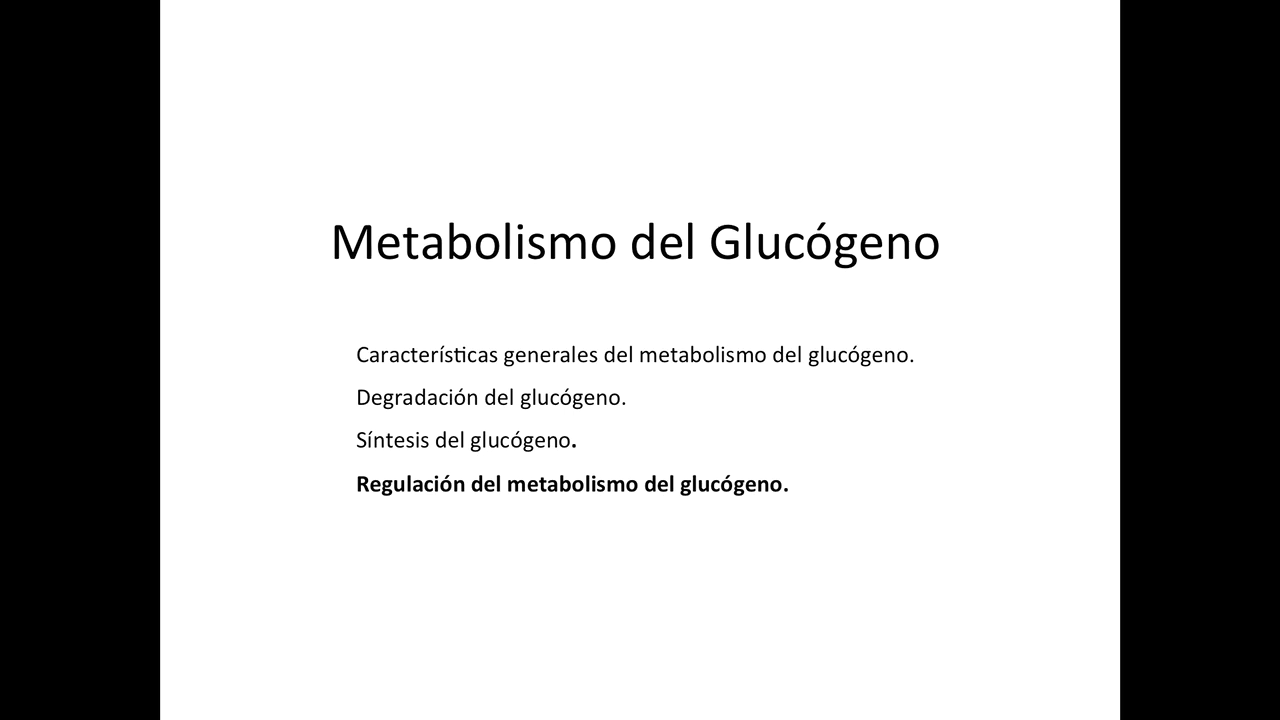 Metabolismo del Glucógeno
Características generales del metabolismo del glucógeno.
Degradación del glucógeno.
Síntesis del glucógeno.
Regulación del metabolismo del glucógeno.